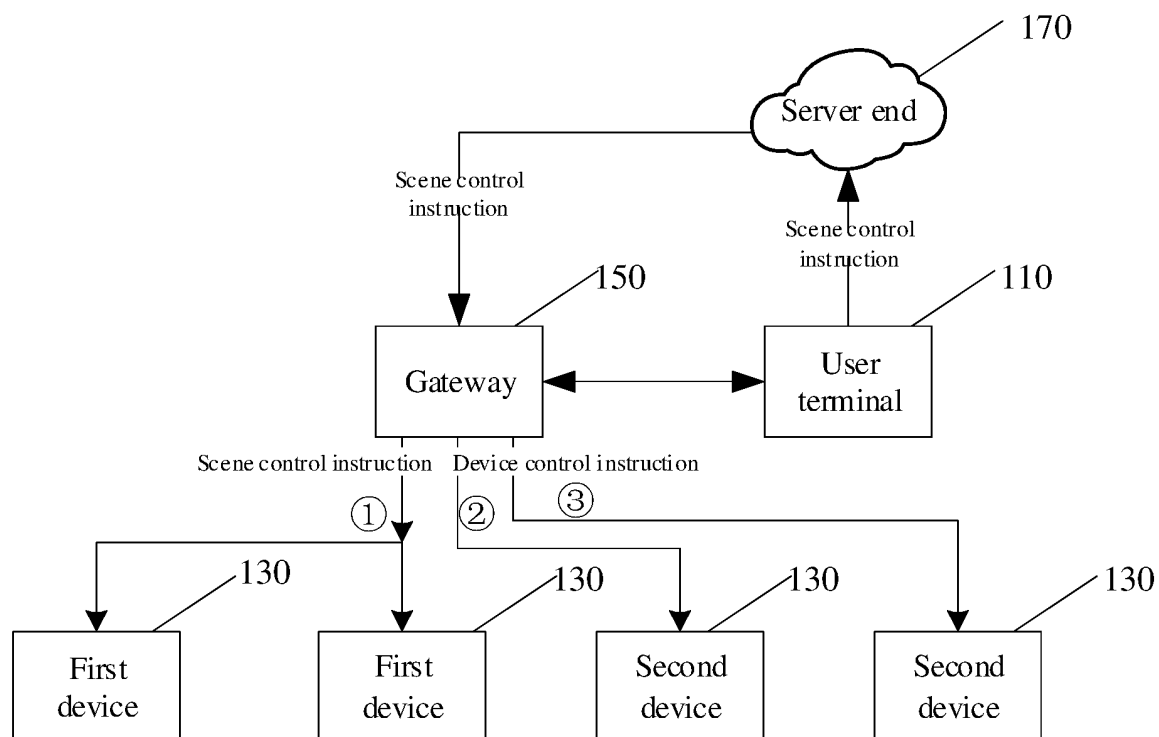 170
Server end
Scene control
instruction
Scene control
instruction
150
110
Gateway
User
terminal
Scene control instruction
Device control instruction
①
②
③
130
130
130
130
First
device
First
device
Second
device
Second
device